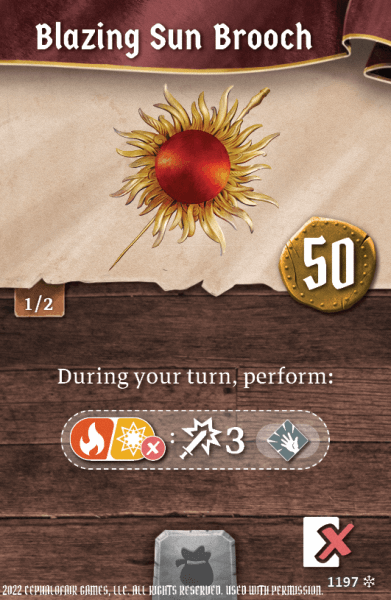 Blazing Sun Brooch
50
1/2
During your turn, perform:
: 3
1197
2022 CEPHALOFAIR GAMES, LLC. ALL RIGHTS RESERVED. USED WITH PERMISSION.